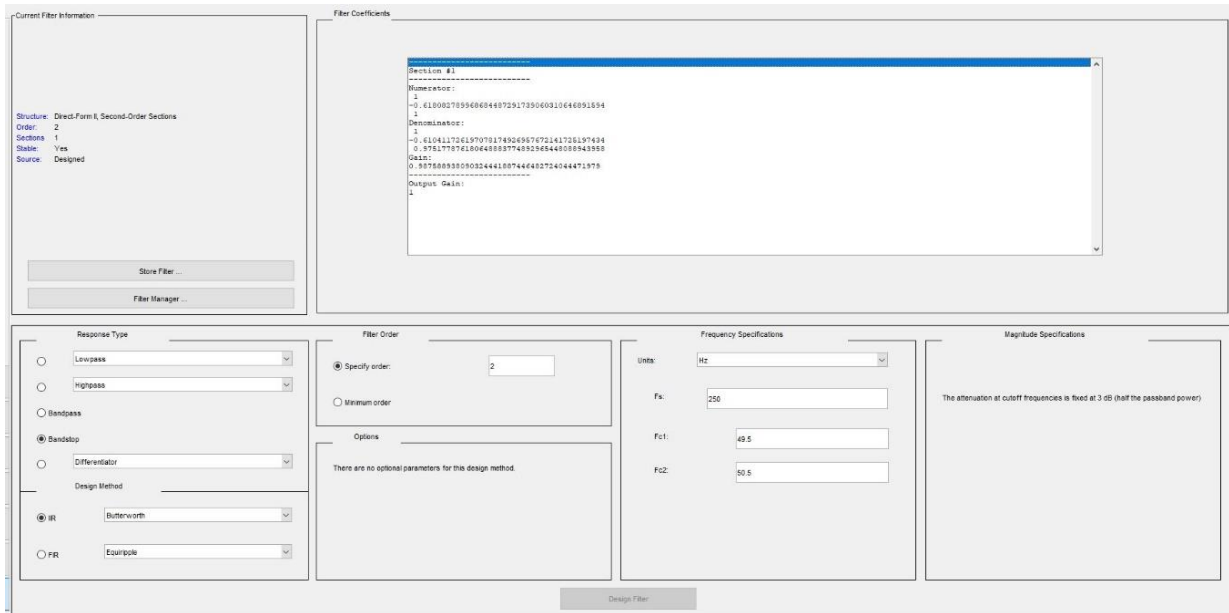 Current Filter Information
Structure: Direct-Form II, Second-Order Sections
Order: 2
Sections 1
Stable: Yes
Source: Designed
Store Filter ...
Filter Manager ...
Filter Coefficients
--------------------------
Section #1
--------------------------
Numerator:
1
-0.618082789968684487291739060310646891594
1
Denominator:
1
-0.610411726197078174926957672141725197434
0.975177876180648883774892965448088943958
Gain:
0.987588938090324441887446482724044471979
--------------------------
Output Gain:
1
Response Type
Lowpass
Highpass
Bandpass
Bandstop
Differentiator
Design Method
IIR
Butterworth
FIR
Equiripple
Filter Order
Specify order:
2
Minimum order
Options
There are no optional parameters for this design method.
Frequency Specifications
Units:
Hz
Fs:
250
Fc1:
49.5
Fc2:
50.5
Magnitude Specifications
The attenuation at cutoff frequencies is fixed at 3 dB (half the passband power)
Design Filter